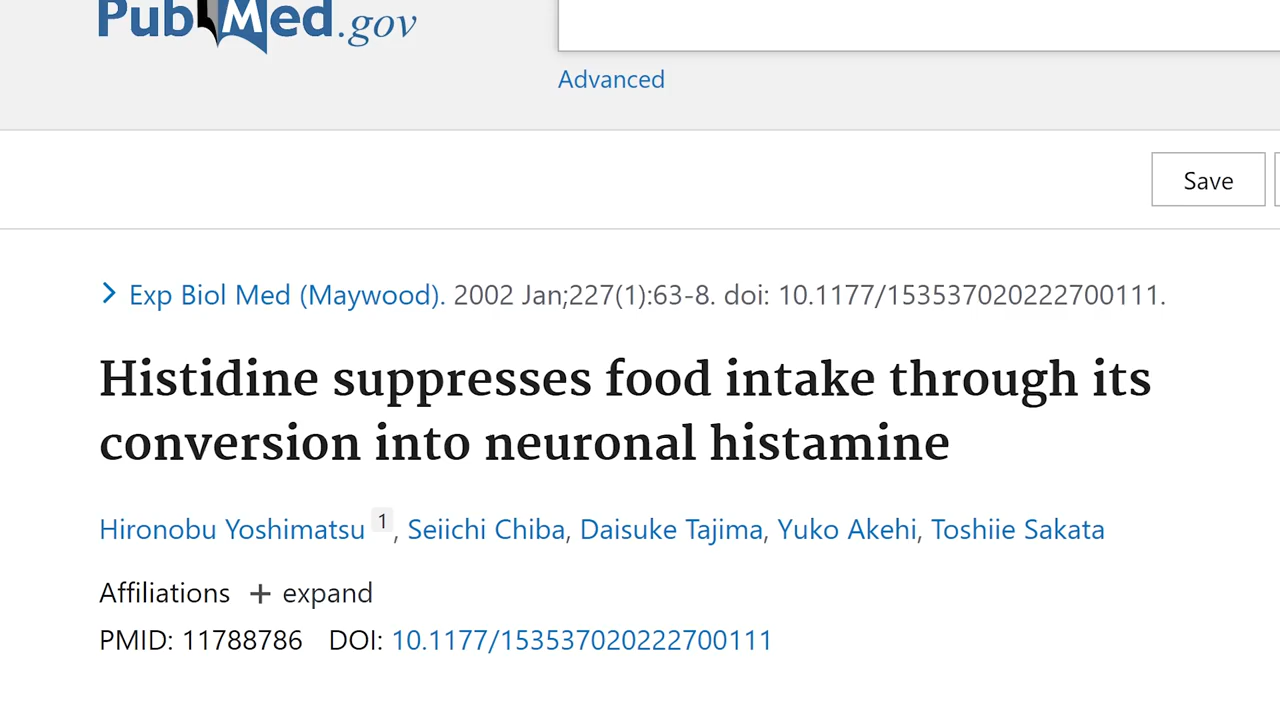 PubMed.gov
Advanced
Save
Exp Biol Med (Maywood). 2002 Jan;227(1):63-8. doi: 10.1177/153537020222700111.
Histidine suppresses food intake through its
conversion into neuronal histamine
Hironobu Yoshimatsu 1, Seiichi Chiba, Daisuke Tajima, Yuko Akehi, Toshiie Sakata
Affiliations + expand
PMID: 11788786 DOI: 10.1177/153537020222700111